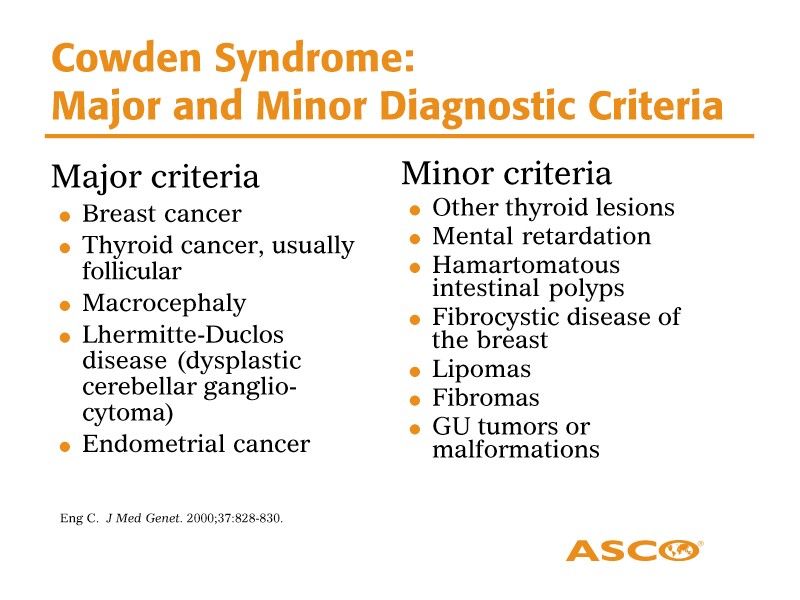 Cowden Syndrome:
Major and Minor Diagnostic Criteria
Major criteria
• Breast cancer
• Thyroid cancer, usually
follicular
• Macrocephaly
• Lhermitte-Duclos
disease (dysplastic
cerebellar ganglio-
cytoma)
• Endometrial cancer
Minor criteria
• Other thyroid lesions
• Mental retardation
• Hamartomatous
intestinal polyps
• Fibrocystic disease of
the breast
• Lipomas
• Fibromas
• GU tumors or
malformations
Eng C. J Med Genet. 2000;37:828-830.
ASCO®